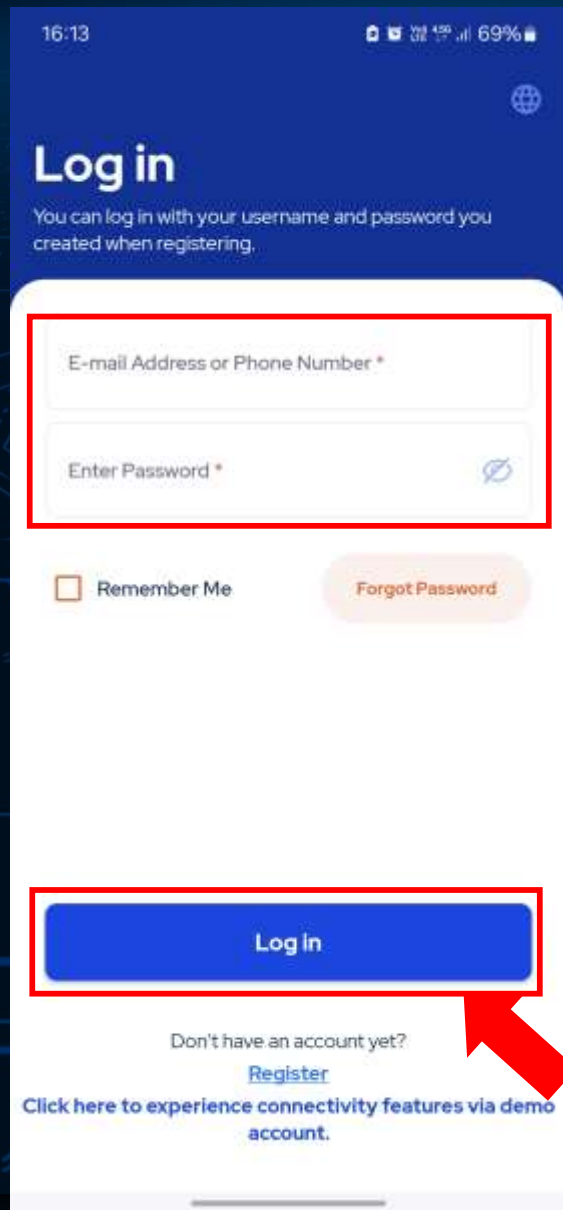 16:13
69%
Log in
You can log in with your username and password you
created when registering.
E-mail Address or Phone Number *
Enter Password *
Remember Me
Forgot Password
Log in
Don't have an account yet?
Register
Click here to experience connectivity features via demo
account.